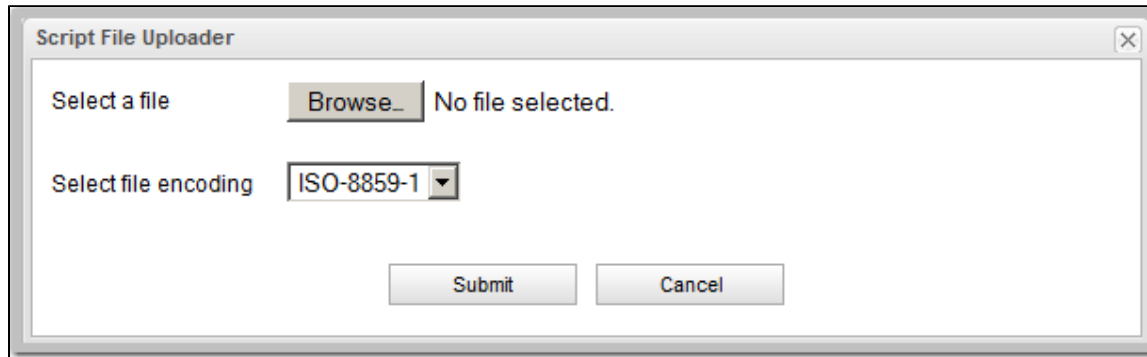 Script File Uploader
Select a file Browse... No file selected.
Select file encoding ISO-8859-1
Submit Cancel